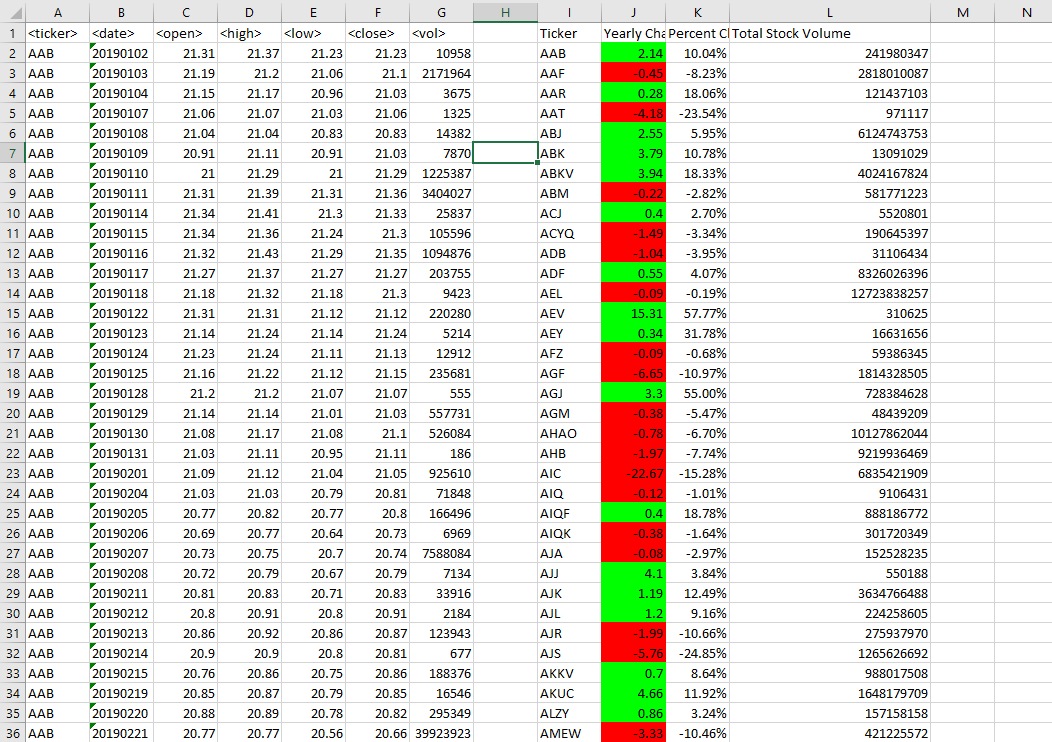 A B C D E F G H I J K L M N
1 <ticker> <date> <open> <high> <low> <close> <vol> Ticker Yearly Cha Percent Cl Total Stock Volume
2 AAB 20190102 21.31 21.37 21.23 21.23 10958 AAB 2.14 10.04% 241980347
3 AAB 20190103 21.19 21.2 21.06 21.1 2171964 AAF -0.45 -8.23% 2818010087
4 AAB 20190104 21.15 21.17 20.96 21.03 3675 AAR 0.28 18.06% 121437103
5 AAB 20190107 21.06 21.07 21.03 21.06 1325 AAT -4.18 -23.54% 971117
6 AAB 20190108 21.04 21.04 20.83 20.83 14382 ABJ 2.55 5.95% 6124743753
7 AAB 20190109 20.91 21.11 20.91 21.03 7870 ABK 3.79 10.78% 13091029
8 AAB 20190110 21 21.29 21 21.29 1225387 ABKV 3.94 18.33% 4024167824
9 AAB 20190111 21.31 21.39 21.31 21.36 3404027 ABM -0.22 -2.82% 581771223
10 AAB 20190114 21.34 21.41 21.3 21.33 25837 ACJ 0.4 2.70% 5520801
11 AAB 20190115 21.34 21.36 21.24 21.3 105596 ACYQ -1.49 -3.34% 190645397
12 AAB 20190116 21.32 21.43 21.29 21.35 1094876 ADB -1.04 -3.95% 31106434
13 AAB 20190117 21.27 21.37 21.27 21.27 203755 ADF 0.55 4.07% 8326026396
14 AAB 20190118 21.18 21.32 21.18 21.3 9423 AEL -0.09 -0.19% 12723838257
15 AAB 20190122 21.31 21.31 21.12 21.12 220280 AEV 15.31 57.77% 310625
16 AAB 20190123 21.14 21.24 21.14 21.24 5214 AEY 0.34 31.78% 16631656
17 AAB 20190124 21.23 21.24 21.11 21.13 12912 AFZ -0.09 -0.68% 59386345
18 AAB 20190125 21.16 21.22 21.12 21.15 235681 AGF -6.65 -10.97% 1814328505
19 AAB 20190128 21.2 21.2 21.07 21.07 555 AGJ 3.3 55.00% 728384628
20 AAB 20190129 21.14 21.14 21.01 21.03 557731 AGM -0.38 -5.47% 48439209
21 AAB 20190130 21.08 21.17 21.08 21.1 526084 AHAO -0.78 -6.70% 10127862044
22 AAB 20190131 21.03 21.11 20.95 21.11 186 AHB -1.97 -7.74% 9219936469
23 AAB 20190201 21.09 21.12 21.04 21.05 925610 AIC -22.67 -15.28% 6835421909
24 AAB 20190204 21.03 21.03 20.79 20.81 71848 AIQ -0.12 -1.01% 9106431
25 AAB 20190205 20.77 20.82 20.77 20.8 166496 AIQF 0.4 18.78% 888186772
26 AAB 20190206 20.69 20.77 20.64 20.73 6969 AIQK -0.38 -1.64% 301720349
27 AAB 20190207 20.73 20.75 20.7 20.74 7588084 AJA -0.08 -2.97% 152528235
28 AAB 20190208 20.72 20.79 20.67 20.79 7134 AJJ 4.1 3.84% 550188
29 AAB 20190211 20.81 20.83 20.71 20.83 33916 AJK 1.19 12.49% 3634766488
30 AAB 20190212 20.8 20.91 20.8 20.91 2184 AJL 1.2 9.16% 224258605
31 AAB 20190213 20.86 20.92 20.86 20.87 123943 AJR -1.99 -10.66% 275937970
32 AAB 20190214 20.9 20.9 20.8 20.81 677 AJS -5.76 -24.85% 1265626692
33 AAB 20190215 20.76 20.86 20.75 20.86 188376 AKKV 0.7 8.64% 988017508
34 AAB 20190219 20.85 20.87 20.79 20.85 16546 AKUC 4.66 11.92% 1648179709
35 AAB 20190220 20.88 20.89 20.78 20.82 295349 ALZY 0.86 3.24% 157158158
36 AAB 20190221 20.77 20.77 20.56 20.66 39923923 AMEW -3.33 -10.46% 421225572